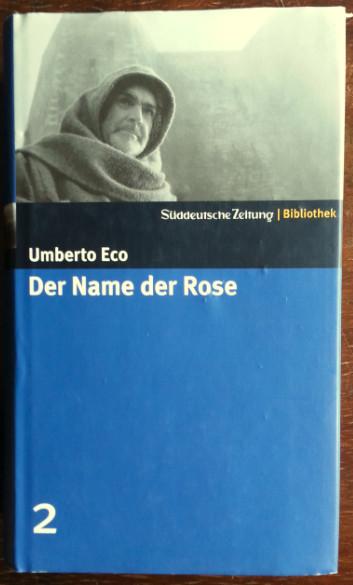 Süddeutsche Zeitung | Bibliothek
Umberto Eco
Der Name der Rose
2